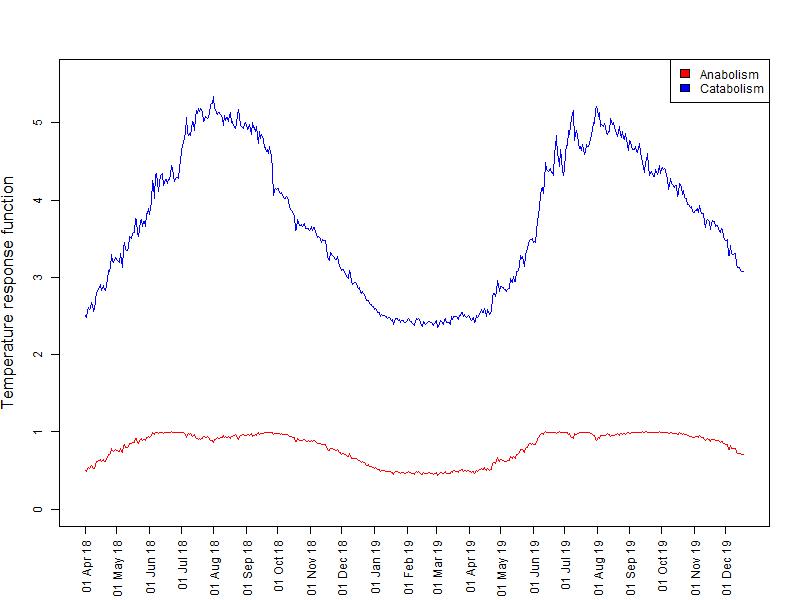 Anabolism
Catabolism
Temperature response function
5
4
3
2
1
0
01 Apr 18
01 May 18
01 Jun 18
01 Jul 18
01 Aug 18
01 Sep 18
01 Oct 18
01 Nov 18
01 Dec 18
01 Jan 19
01 Feb 19
01 Mar 19
01 Apr 19
01 May 19
01 Jun 19
01 Jul 19
01 Aug 19
01 Sep 19
01 Oct 19
01 Nov 19
01 Dec 19